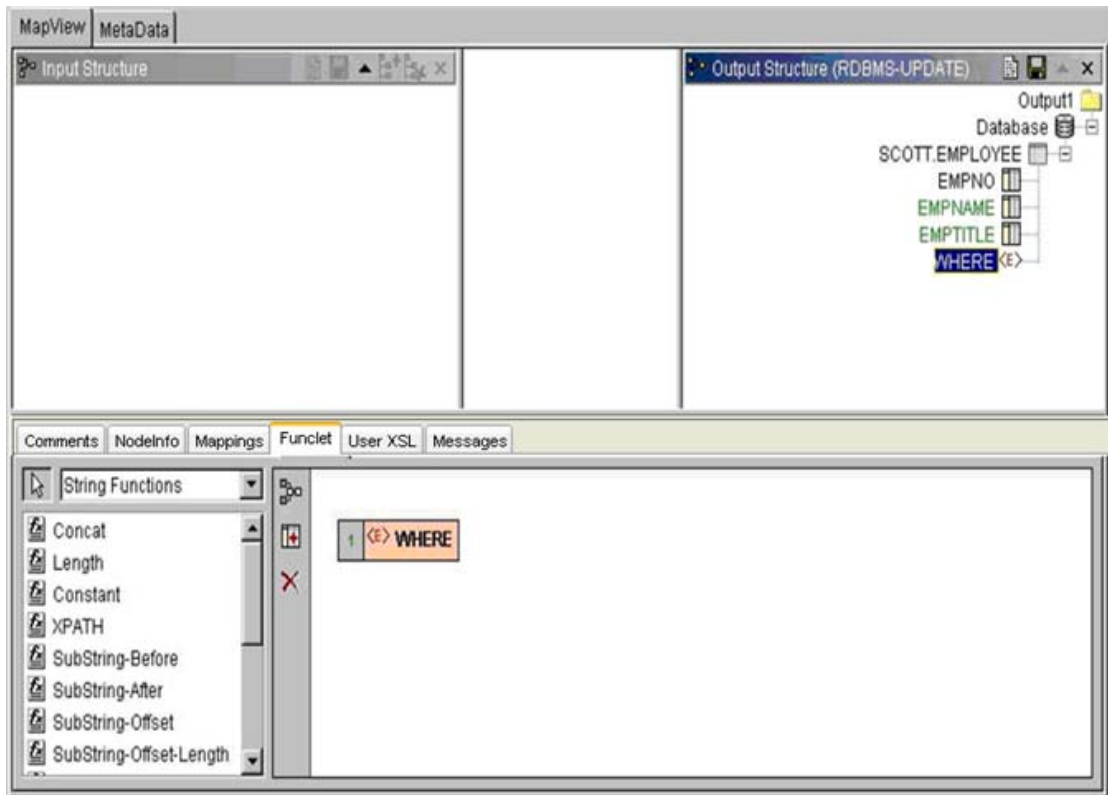 MapView MetaData
Input Structure
Output Structure (RDBMS-UPDATE)
Output1
Database
SCOTT.EMPLOYEE
EMPNO
EMPNAME
EMPTITLE
WHERE <E>
Comments NodeInfo Mappings Funclet User XSL Messages
String Functions
Concat
Length
Constant
XPATH
SubString-Before
SubString-After
SubString-Offset
SubString-Offset-Length
1 <E> WHERE